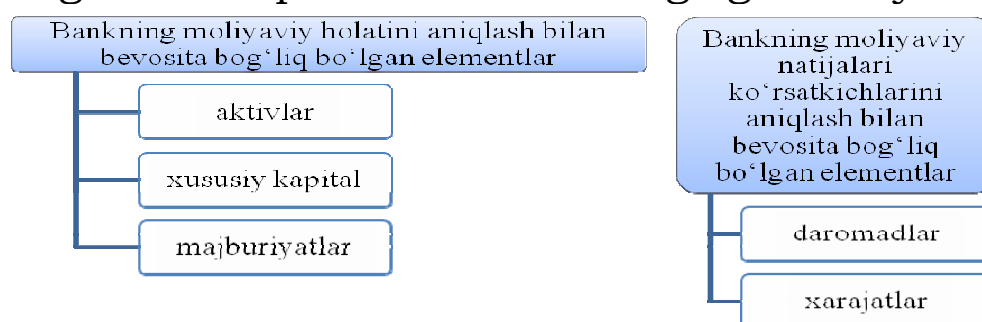 Bankning moliyaviy holatini aniqlash bilan
bevosita bog‘liq bo‘lgan elementlar
aktivlar
xususiy kapital
majburiyatlar
Bankning moliyaviy
natijalari
ko‘rsatkichlarini
aniqlash bilan
bevosita bog‘liq
bo‘lgan elementlar
daromadlar
xarajatlar